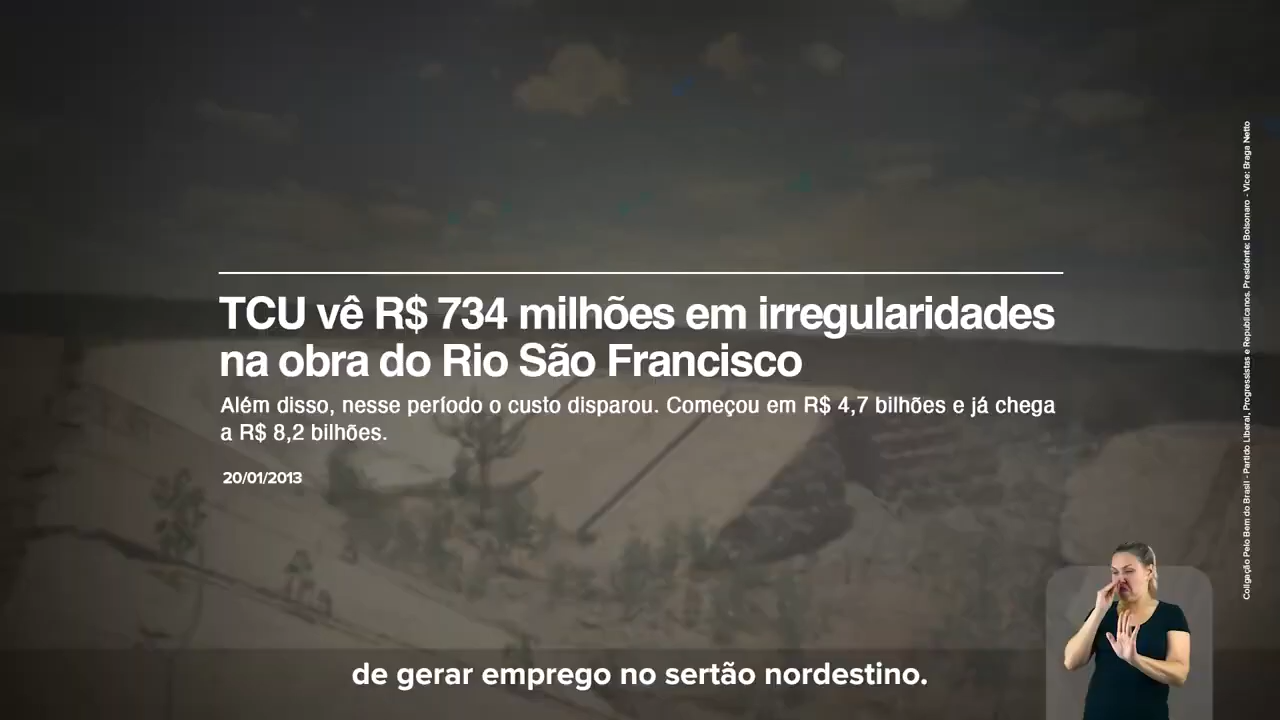 TCU vê R$ 734 milhões em irregularidades
na obra do Rio São Francisco
Além disso, nesse período o custo disparou. Começou em R$ 4,7 bilhões e já chega
a R$ 8,2 bilhões.
20/01/2013
de gerar emprego no sertão nordestino.
Coligação Pelo Bem do Brasil - Partido Liberal, Progressistas e Republicanos. Presidente: Bolsonaro - Vice: Braga Netto